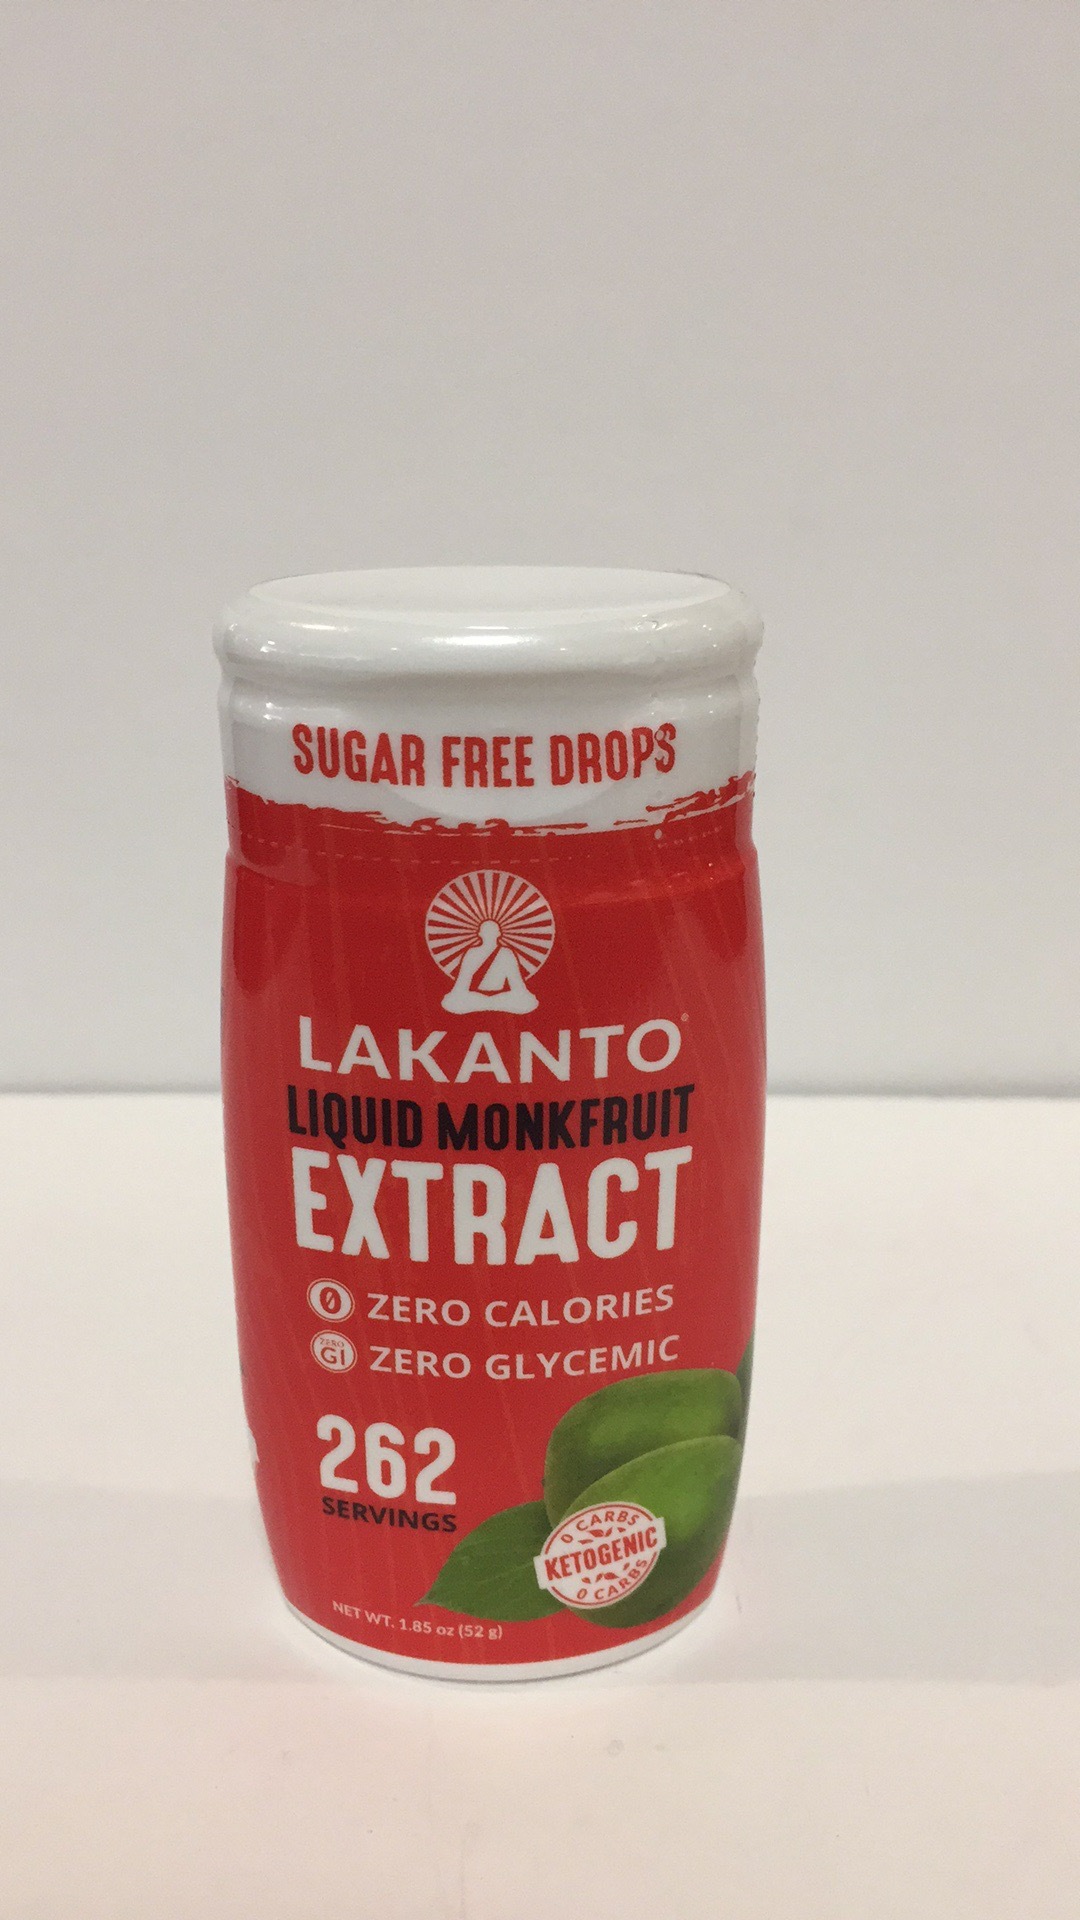 SUGAR FREE DROPS
LAKANTO®
LIQUID MONKFRUIT
EXTRACT
0 ZERO CALORIES
ZERO
GI
ZERO GLYCEMIC
262
SERVINGS
0 CARBS
KETOGENIC
0 CARBS
NET WT. 1.85 oz (52 g)